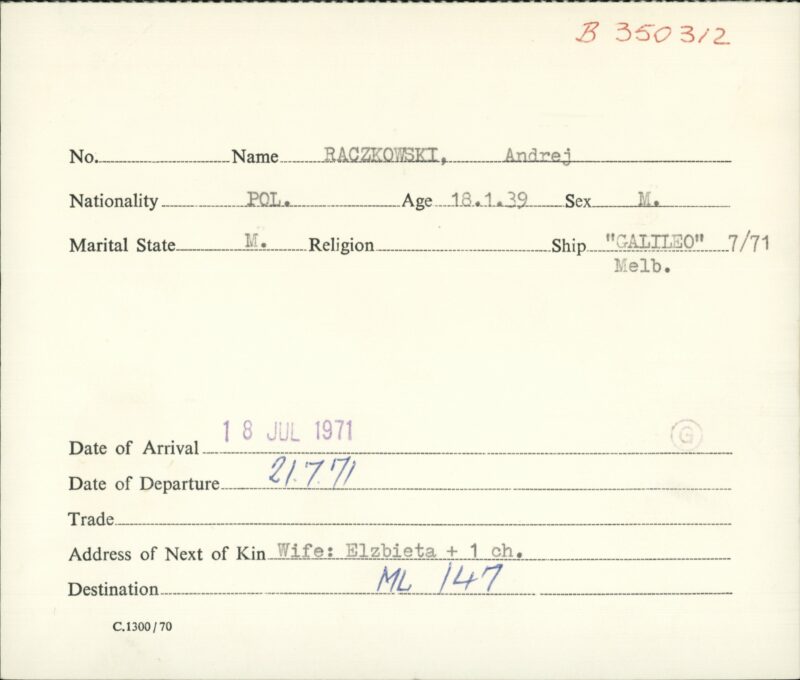 B 350312
No. Name RACZKOWSKI, Andrej
Nationality POL. Age 18.1.39 Sex M.
Marital State M. Religion Ship "GALILEO" 7/71
Melb.
Date of Arrival 18 JUL 1971
G
Date of Departure 21.7.71
Trade
Address of Next of Kin Wife: Elzbieta + 1 ch.
Destination ML 147
C.1300/70